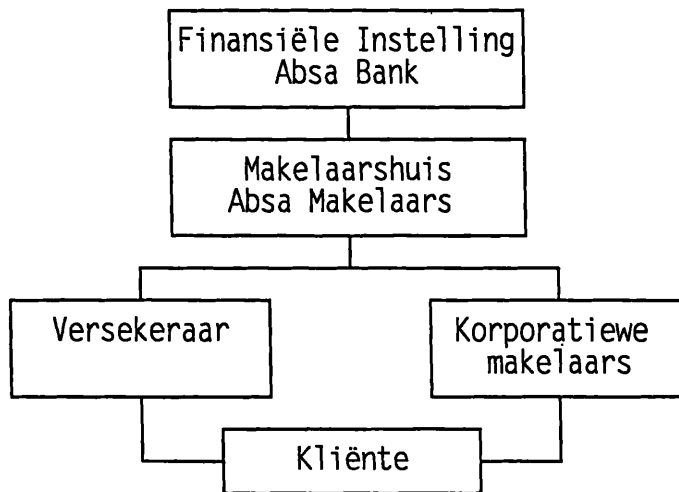 Finansiële Instelling
Absa Bank
Makelaarshuis
Absa Makelaars
Versekeraar
Korporatiewe
makelaars
Kliënte